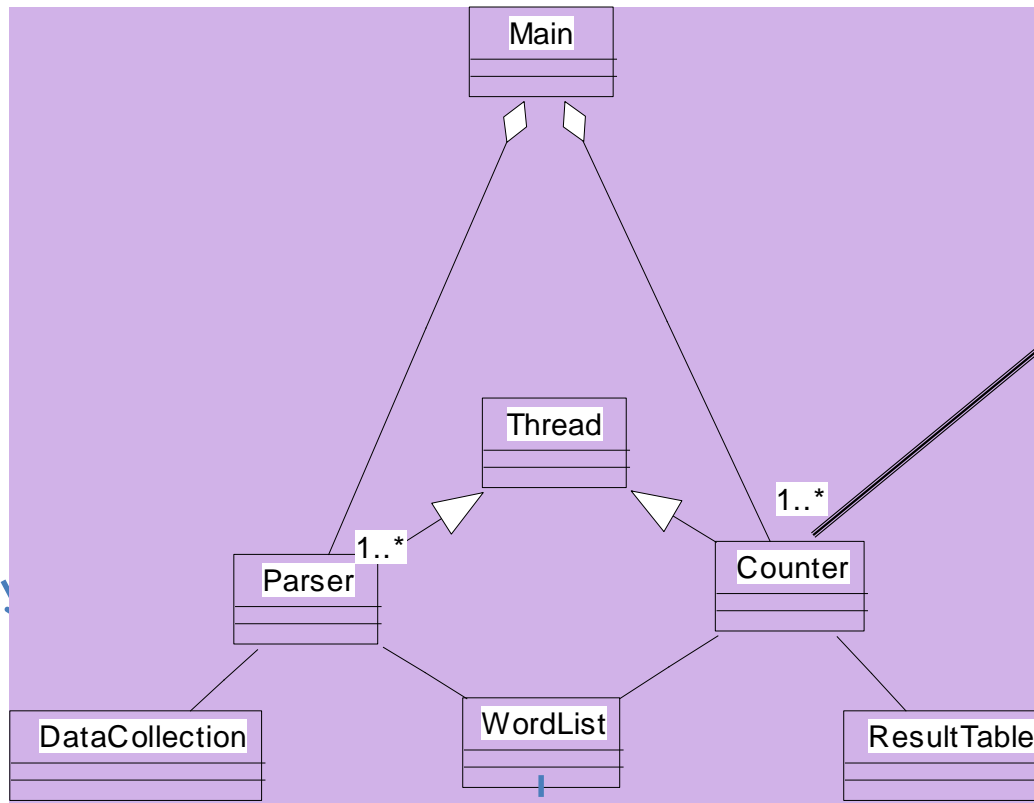 Main
Thread
1..*
1..*
Parser
Counter
DataCollection
WordList
ResultTable